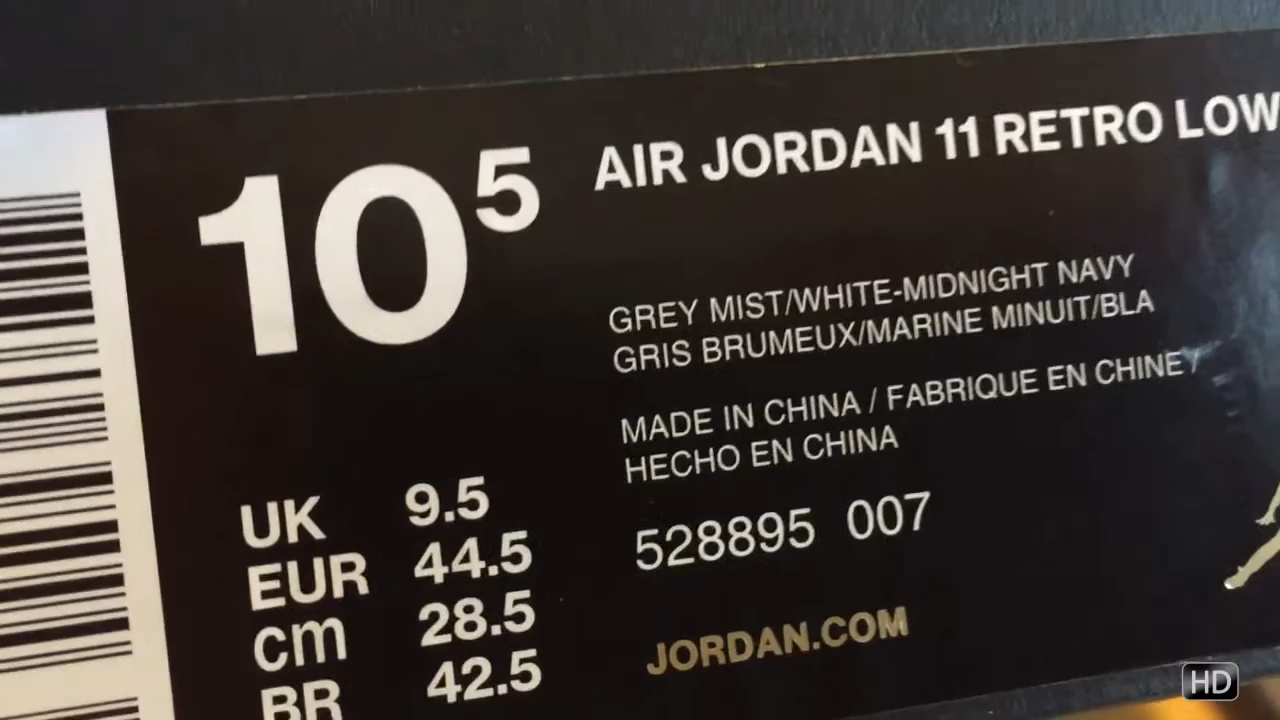 10 5
AIR JORDAN 11 RETRO LOW
GREY MIST/WHITE-MIDNIGHT NAVY
GRIS BRUMEUX/MARINE MINUIT/BLA
MADE IN CHINA / FABRIQUE EN CHINE /
HECHO EN CHINA
528895 007
JORDAN.COM
UK 9.5
EUR 44.5
cm 28.5
BR 42.5
HD